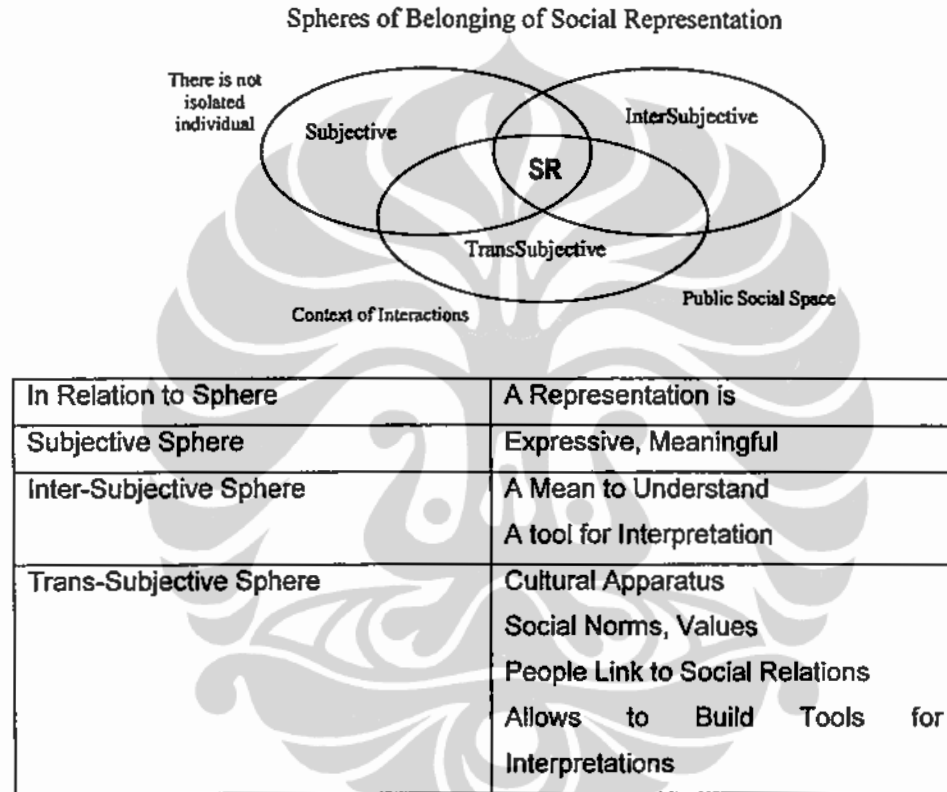 Spheres of Belonging of Social Representation
There is not
isolated
individual
Subjective
InterSubjective
SR
TransSubjective
Context of Interactions
Public Social Space
In Relation to Sphere
A Representation is
Subjective Sphere
Expressive, Meaningful
Inter-Subjective Sphere
A Mean to Understand
A tool for Interpretation
Trans-Subjective Sphere
Cultural Apparatus
Social Norms, Values
People Link to Social Relations
Allows to Build Tools for
Interpretations